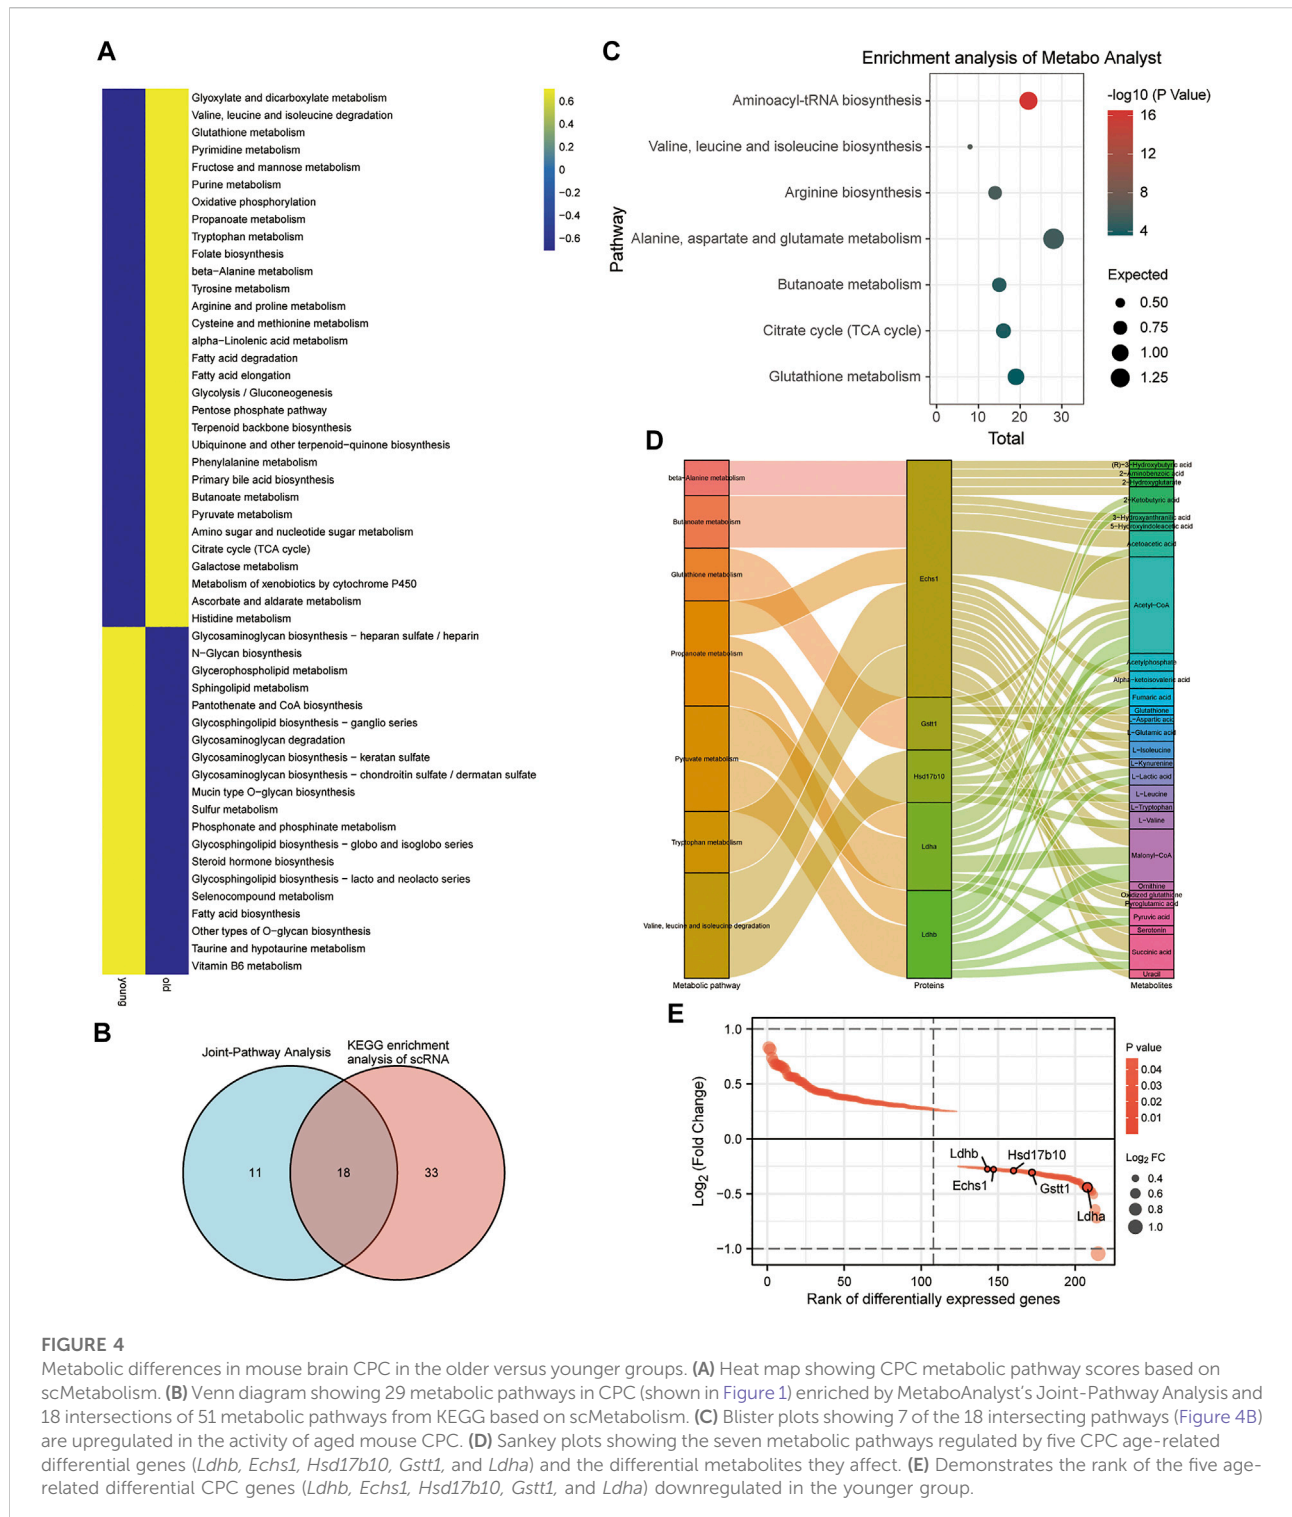 A
Glyoxylate and dicarboxylate metabolism
Valine, leucine and isoleucine degradation
Glutathione metabolism
Pyrimidine metabolism
Fructose and mannose metabolism
Purine metabolism
Oxidative phosphorylation
Propanoate metabolism
Tryptophan metabolism
Folate biosynthesis
beta−Alanine metabolism
Tyrosine metabolism
Arginine and proline metabolism
Cysteine and methionine metabolism
alpha−Linolenic acid metabolism
Fatty acid degradation
Fatty acid elongation
Glycolysis / Gluconeogenesis
Pentose phosphate pathway
Terpenoid backbone biosynthesis
Ubiquinone and other terpenoid−quinone biosynthesis
Phenylalanine metabolism
Primary bile acid biosynthesis
Butanoate metabolism
Pyruvate metabolism
Amino sugar and nucleotide sugar metabolism
Citrate cycle (TCA cycle)
Galactose metabolism
Metabolism of xenobiotics by cytochrome P450
Ascorbate and aldarate metabolism
Histidine metabolism
Glycosaminoglycan biosynthesis − heparan sulfate / heparin
N−Glycan biosynthesis
Glycerophospholipid metabolism
Sphingolipid metabolism
Pantothenate and CoA biosynthesis
Glycosphingolipid biosynthesis − ganglio series
Glycosaminoglycan degradation
Glycosaminoglycan biosynthesis − keratan sulfate
Glycosaminoglycan biosynthesis − chondroitin sulfate / dermatan sulfate
Mucin type O−glycan biosynthesis
Sulfur metabolism
Phosphonate and phosphinate metabolism
Glycosphingolipid biosynthesis − globo and isoglobo series
Steroid hormone biosynthesis
Glycosphingolipid biosynthesis − lacto and neolacto series
Selenocompound metabolism
Fatty acid biosynthesis
Other types of O−glycan biosynthesis
Taurine and hypotaurine metabolism
Vitamin B6 metabolism
young
old
0.6
0.4
0.2
0
−0.2
−0.4
−0.6
B
Joint-Pathway Analysis
KEGG enrichment
analysis of scRNA
11
18
33
C
Enrichment analysis of Metabo Analyst
Pathway
Aminoacyl-tRNA biosynthesis
Valine, leucine and isoleucine biosynthesis
Arginine biosynthesis
Alanine, aspartate and glutamate metabolism
Butanoate metabolism
Citrate cycle (TCA cycle)
Glutathione metabolism
0 10 20 30
Total
-log10 (P Value)
16
12
8
4
Expected
0.50
0.75
1.00
1.25
D
beta−Alanine metabolism
Butanoate metabolism
Glutathione metabolism
Propanoate metabolism
Pyruvate metabolism
Tryptophan metabolism
Valine, leucine and isoleucine degradation
Metabolic pathway
Echs1
Gstt1
Hsd17b10
Ldha
Ldhb
Proteins
(R)−3−Hydroxybutyric acid
2−Aminobenzoic acid
2−Hydroxyglutarate
2−Ketobutyric acid
3−Hydroxyanthranilic acid
5−Hydroxyindoleacetic acid
Acetoacetic acid
Acetyl−CoA
Acetylphosphate
Alpha−ketoisovaleric acid
Fumaric acid
Glutathione
L−Aspartic acid
L−Glutamic acid
L−Isoleucine
L−Kynurenine
L−Lactic acid
L−Leucine
L−Tryptophan
L−Valine
Malonyl−CoA
Ornithine
Oxidized glutathione
Pyroglutamic acid
Pyruvic acid
Serotonin
Succinic acid
Uracil
Metabolites
E
Log2 (Fold Change)
1.0
0.5
0.0
−0.5
−1.0
0 50 100 150 200
Rank of differentially expressed genes
Ldhb
Hsd17b10
Echs1
Gstt1
Ldha
P value
0.04
0.03
0.02
0.01
Log2 FC
0.4
0.6
0.8
1.0
FIGURE 4
Metabolic differences in mouse brain CPC in the older versus younger groups. (A) Heat map showing CPC metabolic pathway scores based on
scMetabolism. (B) Venn diagram showing 29 metabolic pathways in CPC (shown in Figure 1) enriched by MetaboAnalyst's Joint-Pathway Analysis and
18 intersections of 51 metabolic pathways from KEGG based on scMetabolism. (C) Blister plots showing 7 of the 18 intersecting pathways (Figure 4B)
are upregulated in the activity of aged mouse CPC. (D) Sankey plots showing the seven metabolic pathways regulated by five CPC age-related
differential genes (Ldhb, Echs1, Hsd17b10, Gstt1, and Ldha) and the differential metabolites they affect. (E) Demonstrates the rank of the five age-
related differential CPC genes (Ldhb, Echs1, Hsd17b10, Gstt1, and Ldha) downregulated in the younger group.